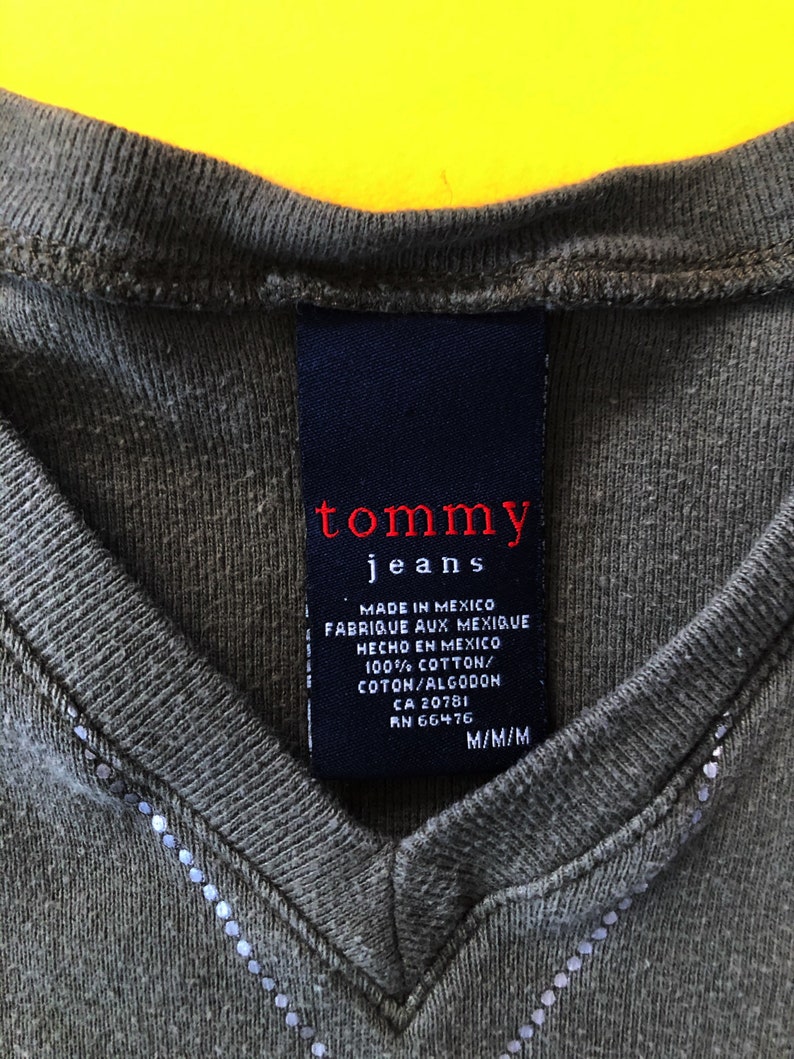 tommy
jeans
MADE IN MEXICO
FABRIQUE AUX MEXIQUE
HECHO EN MEXICO
100% COTTON/
COTON/ALGODON
CA 20781
RN 66476
M/M/M